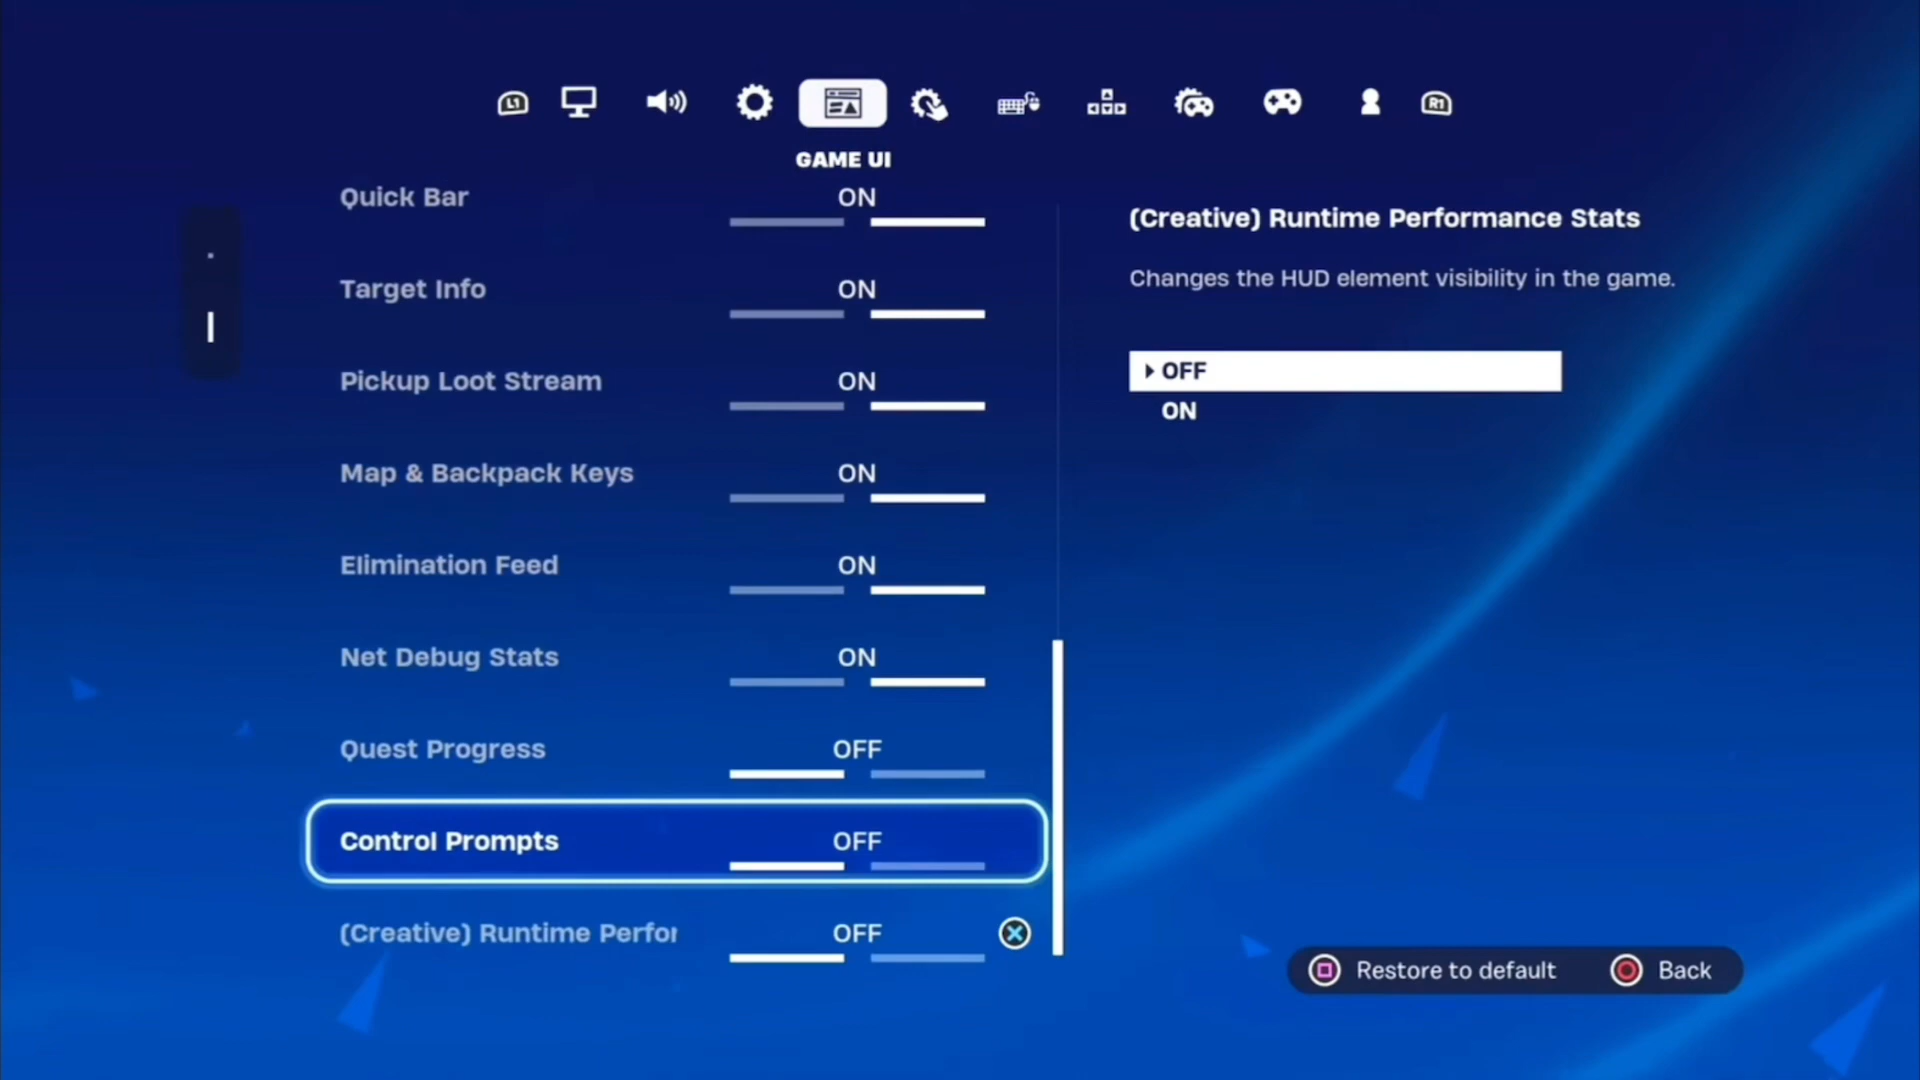 L1
R1
GAME UI
Quick Bar ON
Target Info ON
Pickup Loot Stream ON
Map & Backpack Keys ON
Elimination Feed ON
Net Debug Stats ON
Quest Progress OFF
Control Prompts OFF
(Creative) Runtime Perfor OFF
(Creative) Runtime Performance Stats
Changes the HUD element visibility in the game.
OFF
ON
Restore to default Back